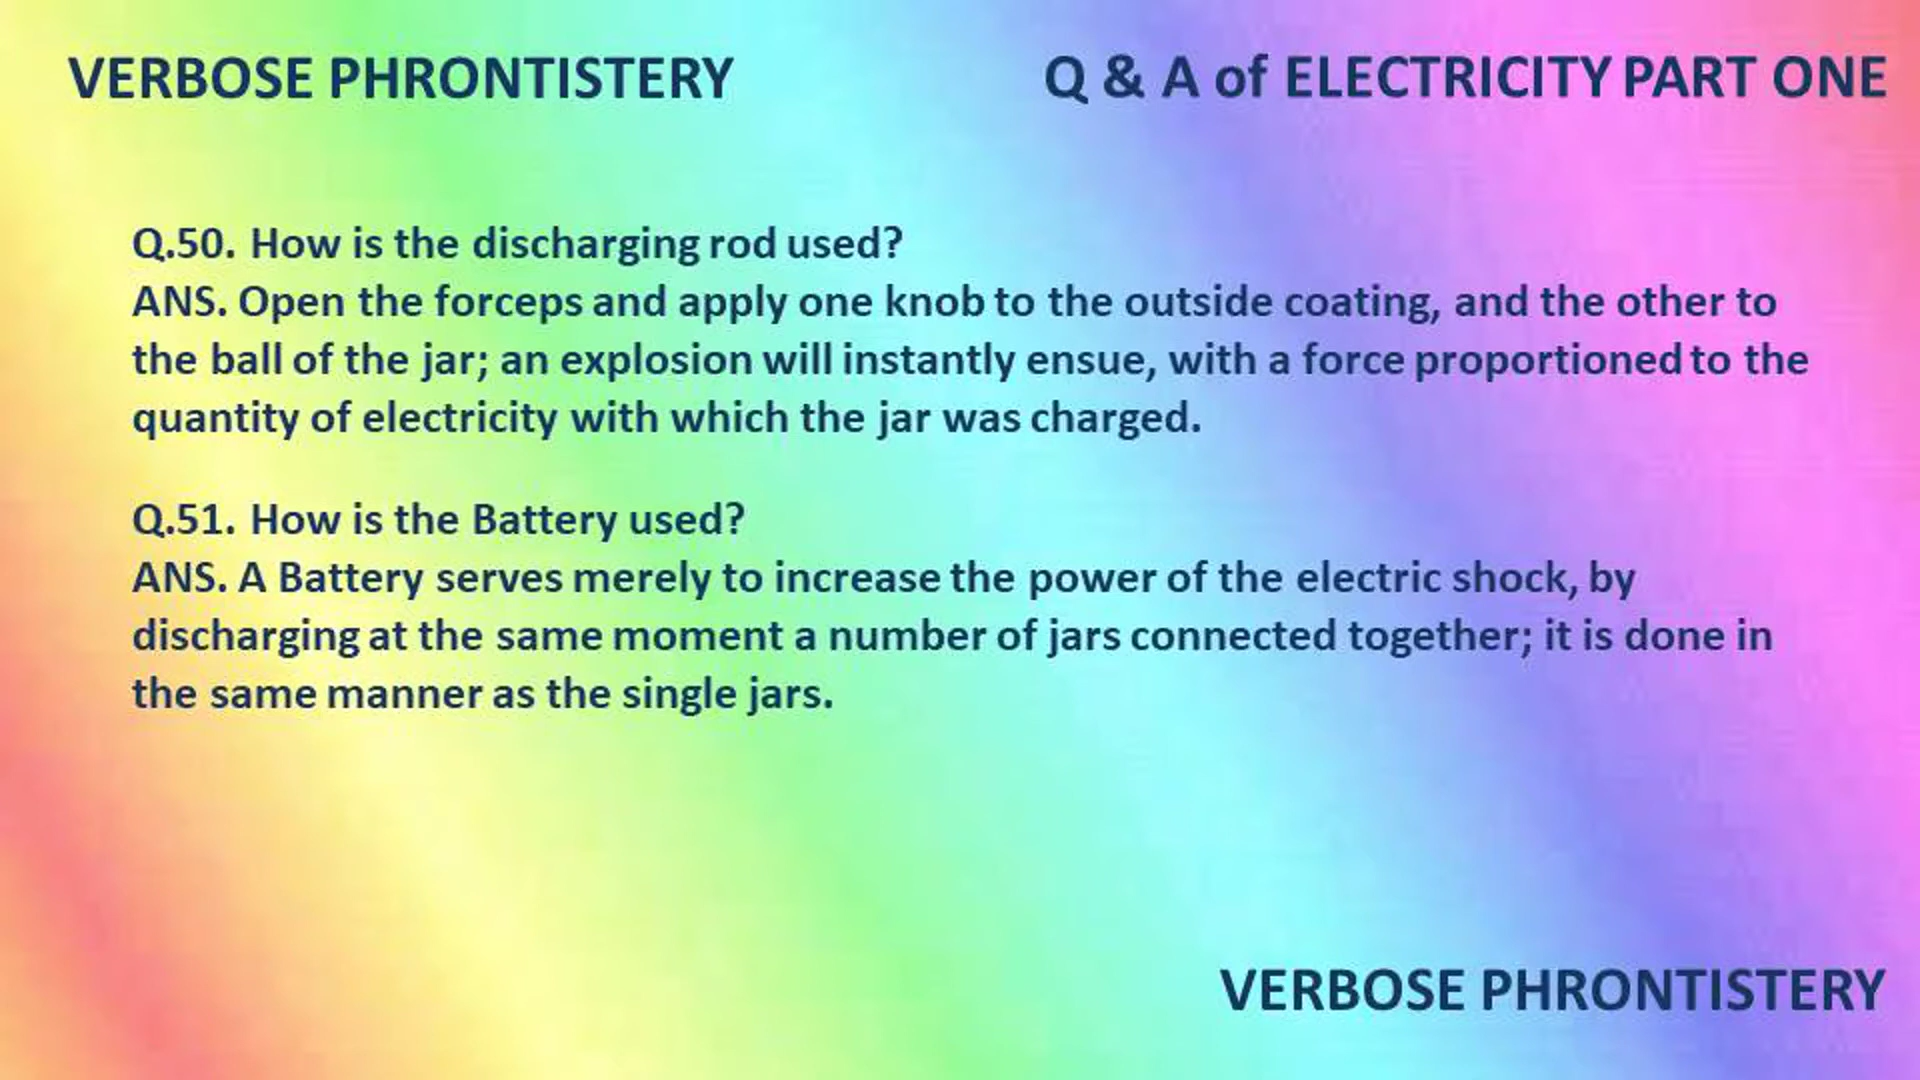 VERBOSE PHRONTISTERY
Q & A of ELECTRICITY PART ONE
Q.50. How is the discharging rod used?
ANS. Open the forceps and apply one knob to the outside coating, and the other to
the ball of the jar; an explosion will instantly ensue, with a force proportioned to the
quantity of electricity with which the jar was charged.
Q.51. How is the Battery used?
ANS. A Battery serves merely to increase the power of the electric shock, by
discharging at the same moment a number of jars connected together; it is done in
the same manner as the single jars.
VERBOSE PHRONTISTERY